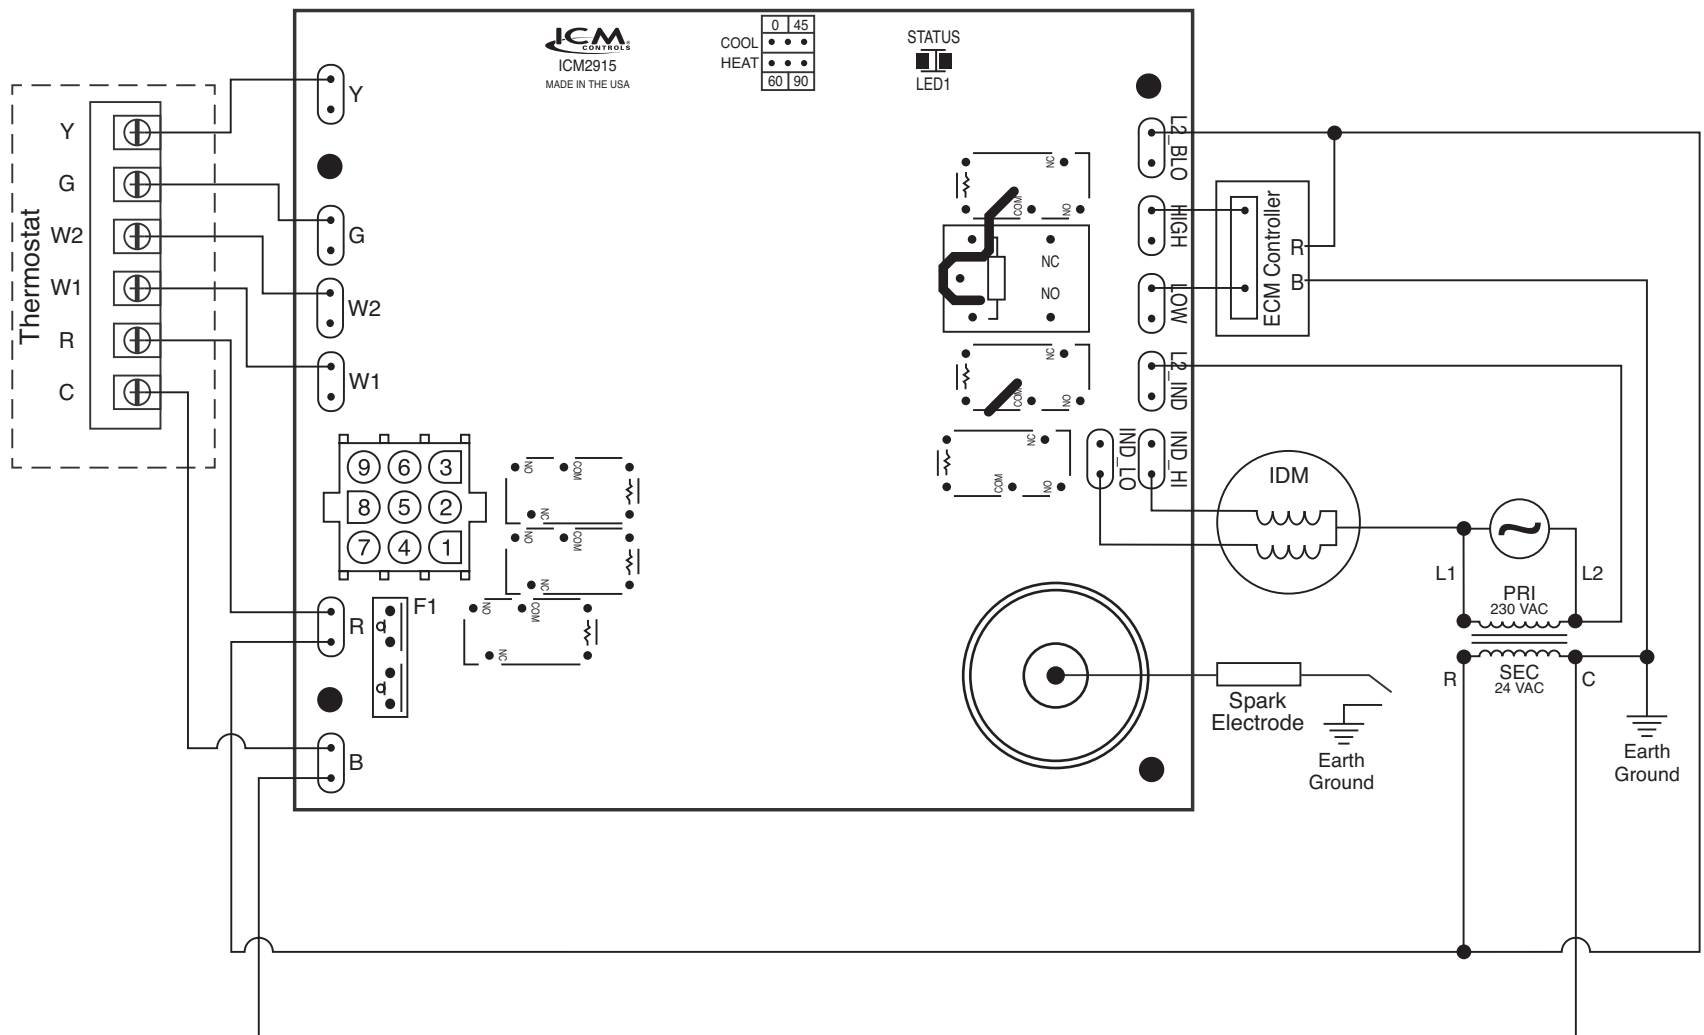 ICM.
CONTROLS
ICM2915
MADE IN THE USA
0 45
COOL
HEAT
60 90
STATUS
LED1
Thermostat
Y
G
W2
W1
R
C
Y
G
W2
W1
9 6 3
8 5 2
7 4 1
R
F1
B
NO COM
NC
NO COM
NC
NO COM
NC
NC
COM NO
NC
NO
NC
COM NO
NC
COM NO
L2_BLO
HIGH
LOW
L2_IND
IND_LO
IND_HI
ECM Controller
R
B
IDM
L1
L2
PRI
230 VAC
R
SEC
24 VAC
C
Spark
Electrode
Earth
Ground
Earth
Ground